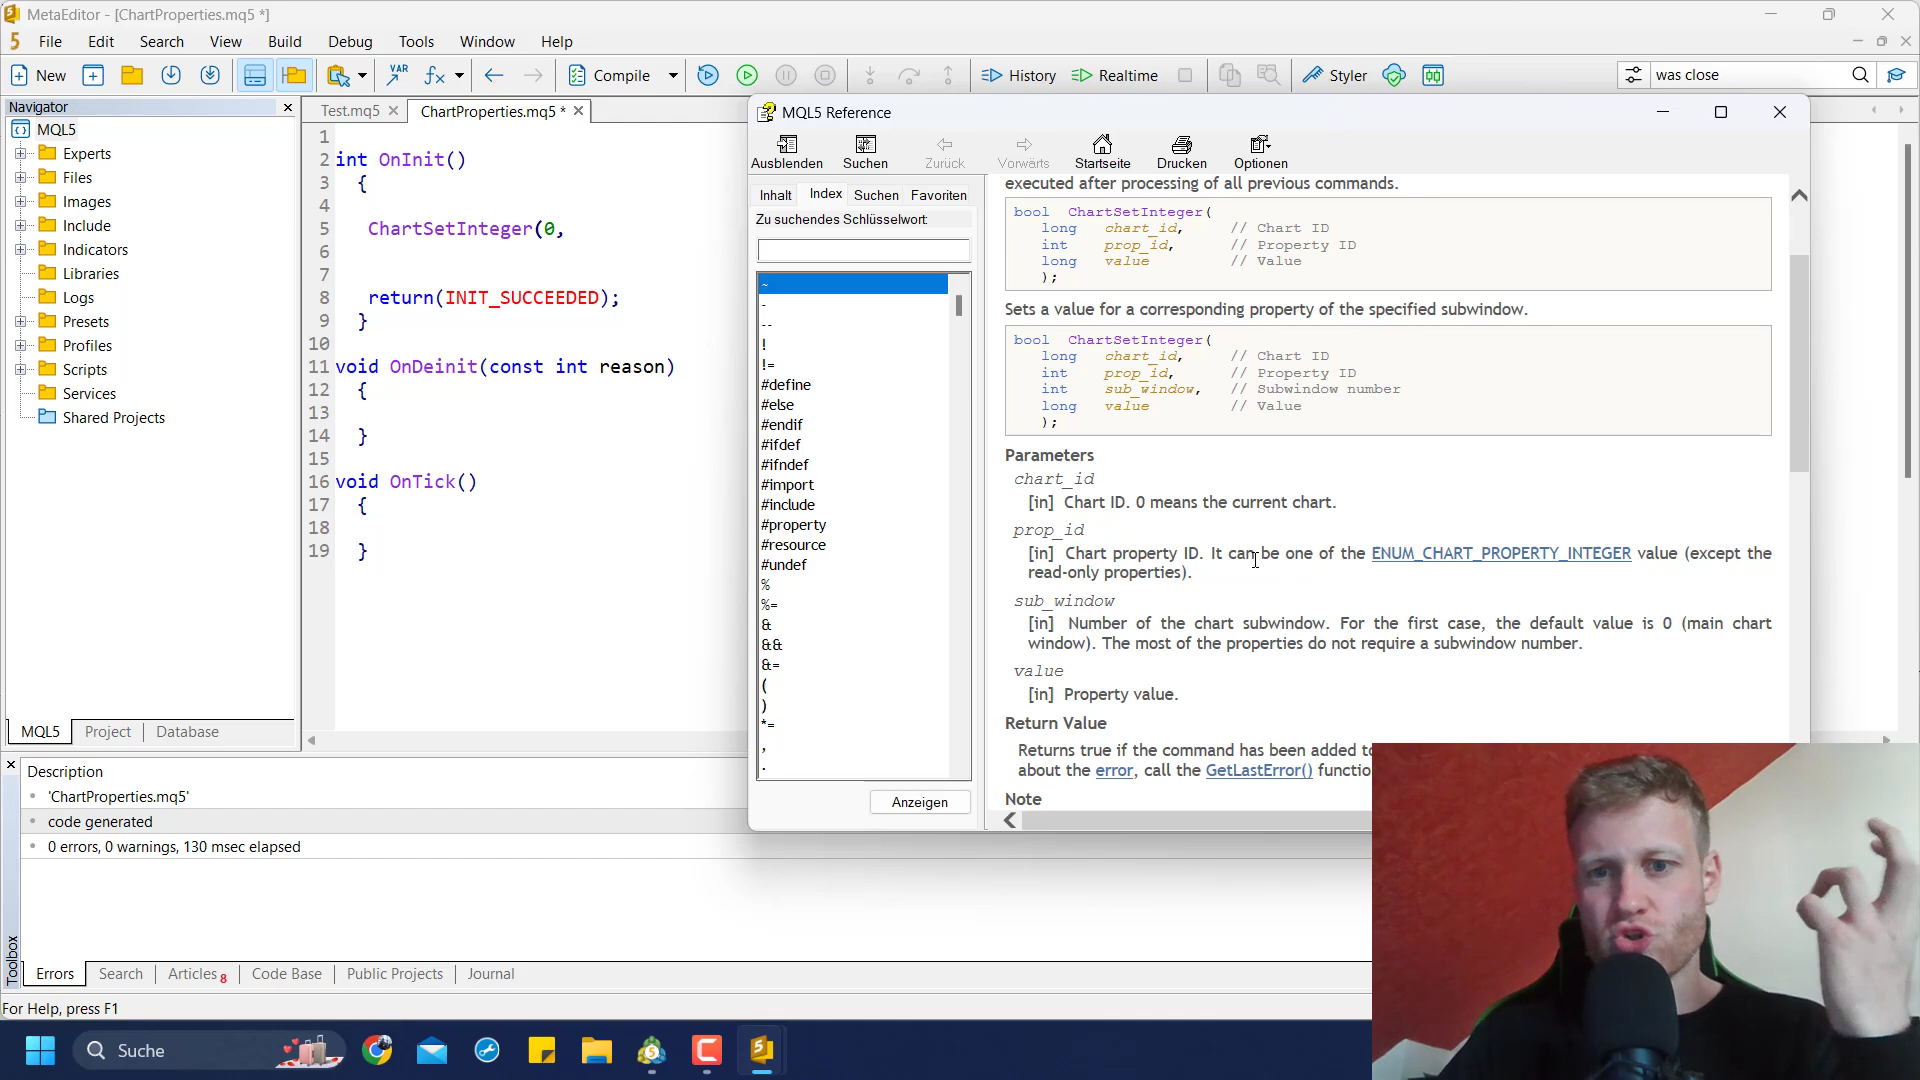 MetaEditor - [ChartProperties.mq5 *]
File Edit Search View Build Debug Tools Window Help
New VAR Compile History Realtime Styler was close
Navigator
MQL5
Experts
Files
Images
Include
Indicators
Libraries
Logs
Presets
Profiles
Scripts
Services
Shared Projects
MQL5 Project Database
Test.mq5 ChartProperties.mq5 *
1
2 int OnInit()
3 {
4
5 ChartSetInteger(0,
6
7
8 return(INIT_SUCCEEDED);
9 }
10
11 void OnDeinit(const int reason)
12 {
13
14 }
15
16 void OnTick()
17 {
18
19 }
MQL5 Reference
Ausblenden Suchen Zurück Vorwärts Startseite Drucken Optionen
Inhalt Index Suchen Favoriten
Zu suchendes Schlüsselwort
~
-
--
!
!=
#define
#else
#endif
#ifdef
#ifndef
#import
#include
#property
#resource
#undef
%
%=
&
&&
&=
(
)
*=
,
.
Anzeigen
executed after processing of all previous commands.
bool ChartSetInteger(
long chart_id, // Chart ID
int prop_id, // Property ID
long value // Value
);
Sets a value for a corresponding property of the specified subwindow.
bool ChartSetInteger(
long chart_id, // Chart ID
int prop_id, // Property ID
int sub_window, // Subwindow number
long value // Value
);
Parameters
chart_id
[in] Chart ID. 0 means the current chart.
prop_id
[in] Chart property ID. It can be one of the ENUM_CHART_PROPERTY_INTEGER value (except the
read-only properties).
sub_window
[in] Number of the chart subwindow. For the first case, the default value is 0 (main chart
window). The most of the properties do not require a subwindow number.
value
[in] Property value.
Return Value
Returns true if the command has been added to
about the error, call the GetLastError() functio
Note
Description
'ChartProperties.mq5'
code generated
0 errors, 0 warnings, 130 msec elapsed
Toolbox
Errors Search Articles 8 Code Base Public Projects Journal
For Help, press F1
Suche